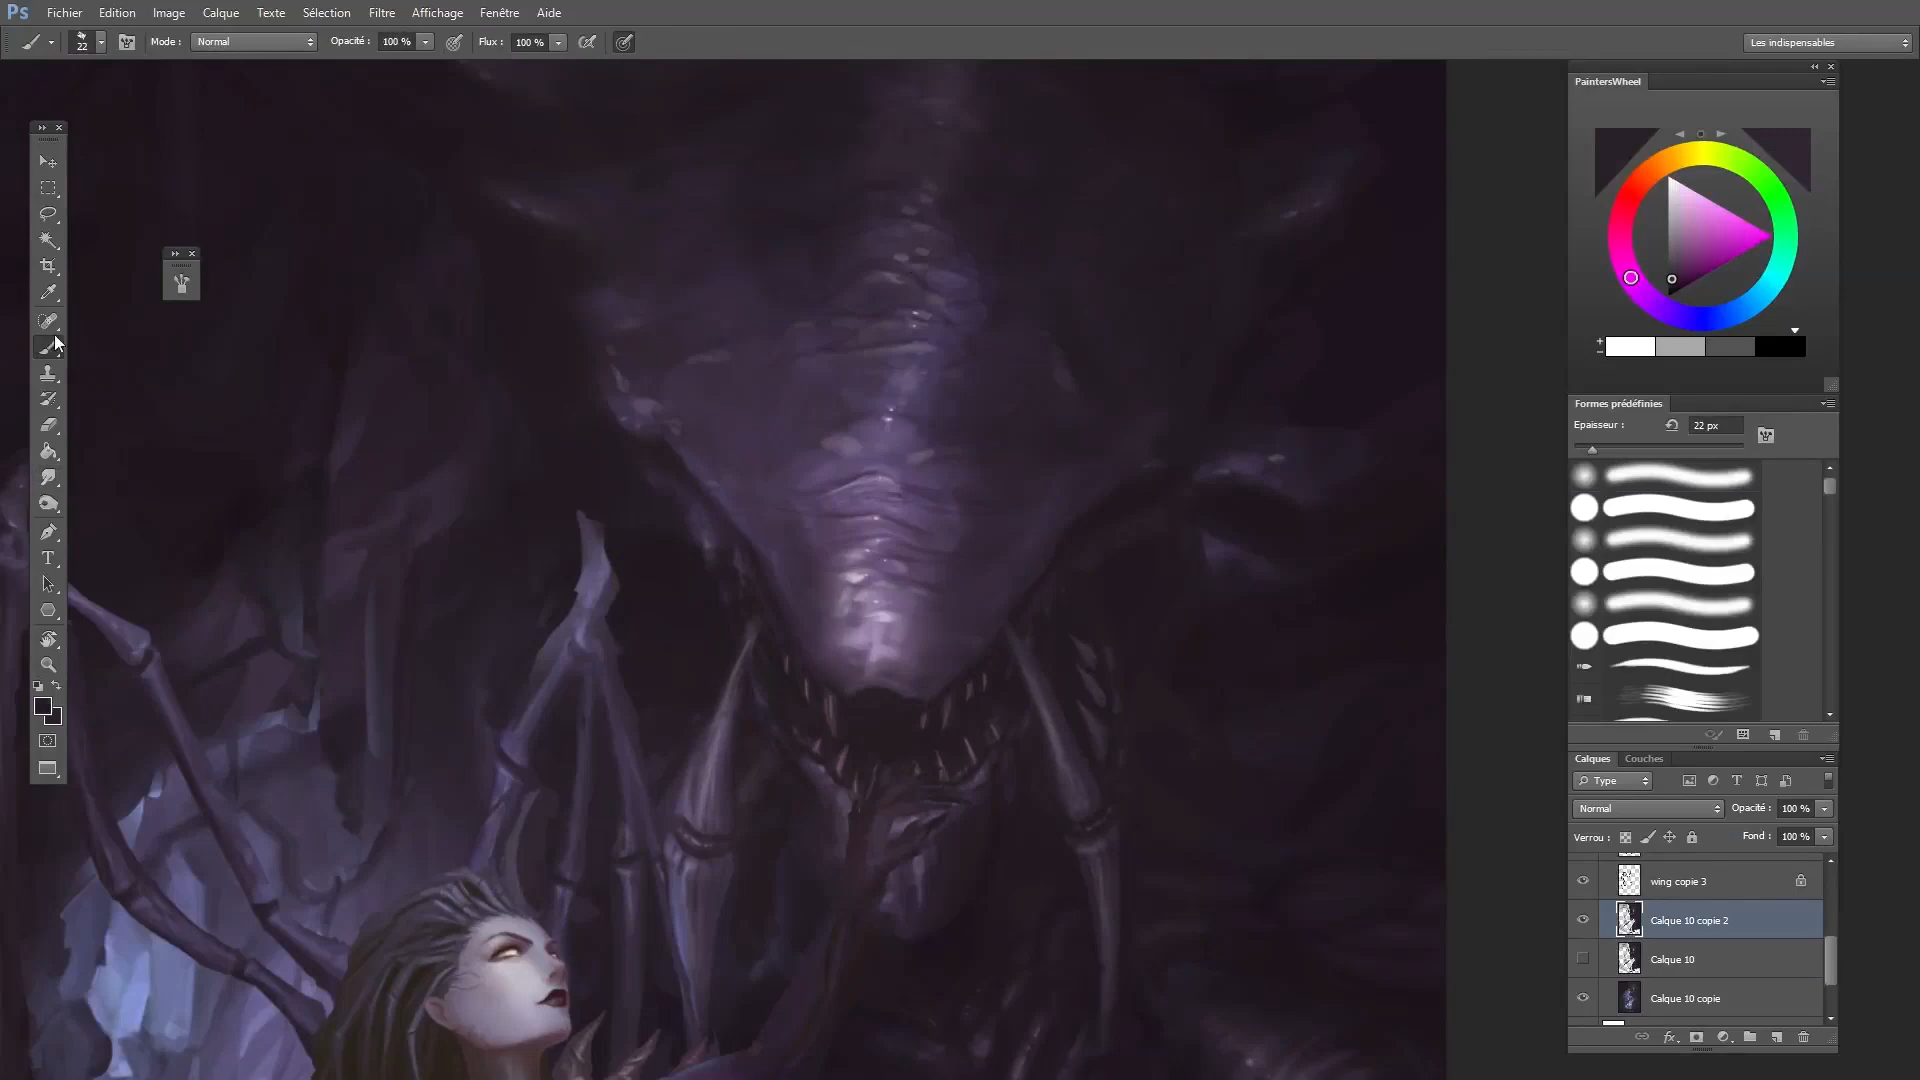 Ps Fichier Edition Image Calque Texte Sélection Filtre Affichage Fenêtre Aide
22 Mode : Normal Opacité : 100 % Flux : 100 % Les indispensables
PaintersWheel
Formes prédéfinies
Epaisseur : 22 px
Calques Couches
Type
Normal Opacité : 100 %
Verrou : Fond : 100 %
wing copie 3
Calque 10 copie 2
Calque 10
Calque 10 copie